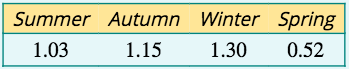 Summer Autumn Winter Spring
1.03 1.15 1.30 0.52